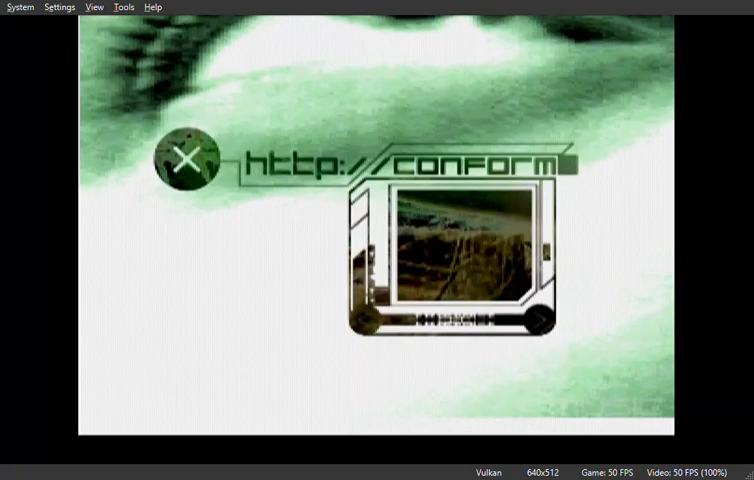 System Settings View Tools Help
http://conform
Vulkan 640x512 Game: 50 FPS Video: 50 FPS (100%)